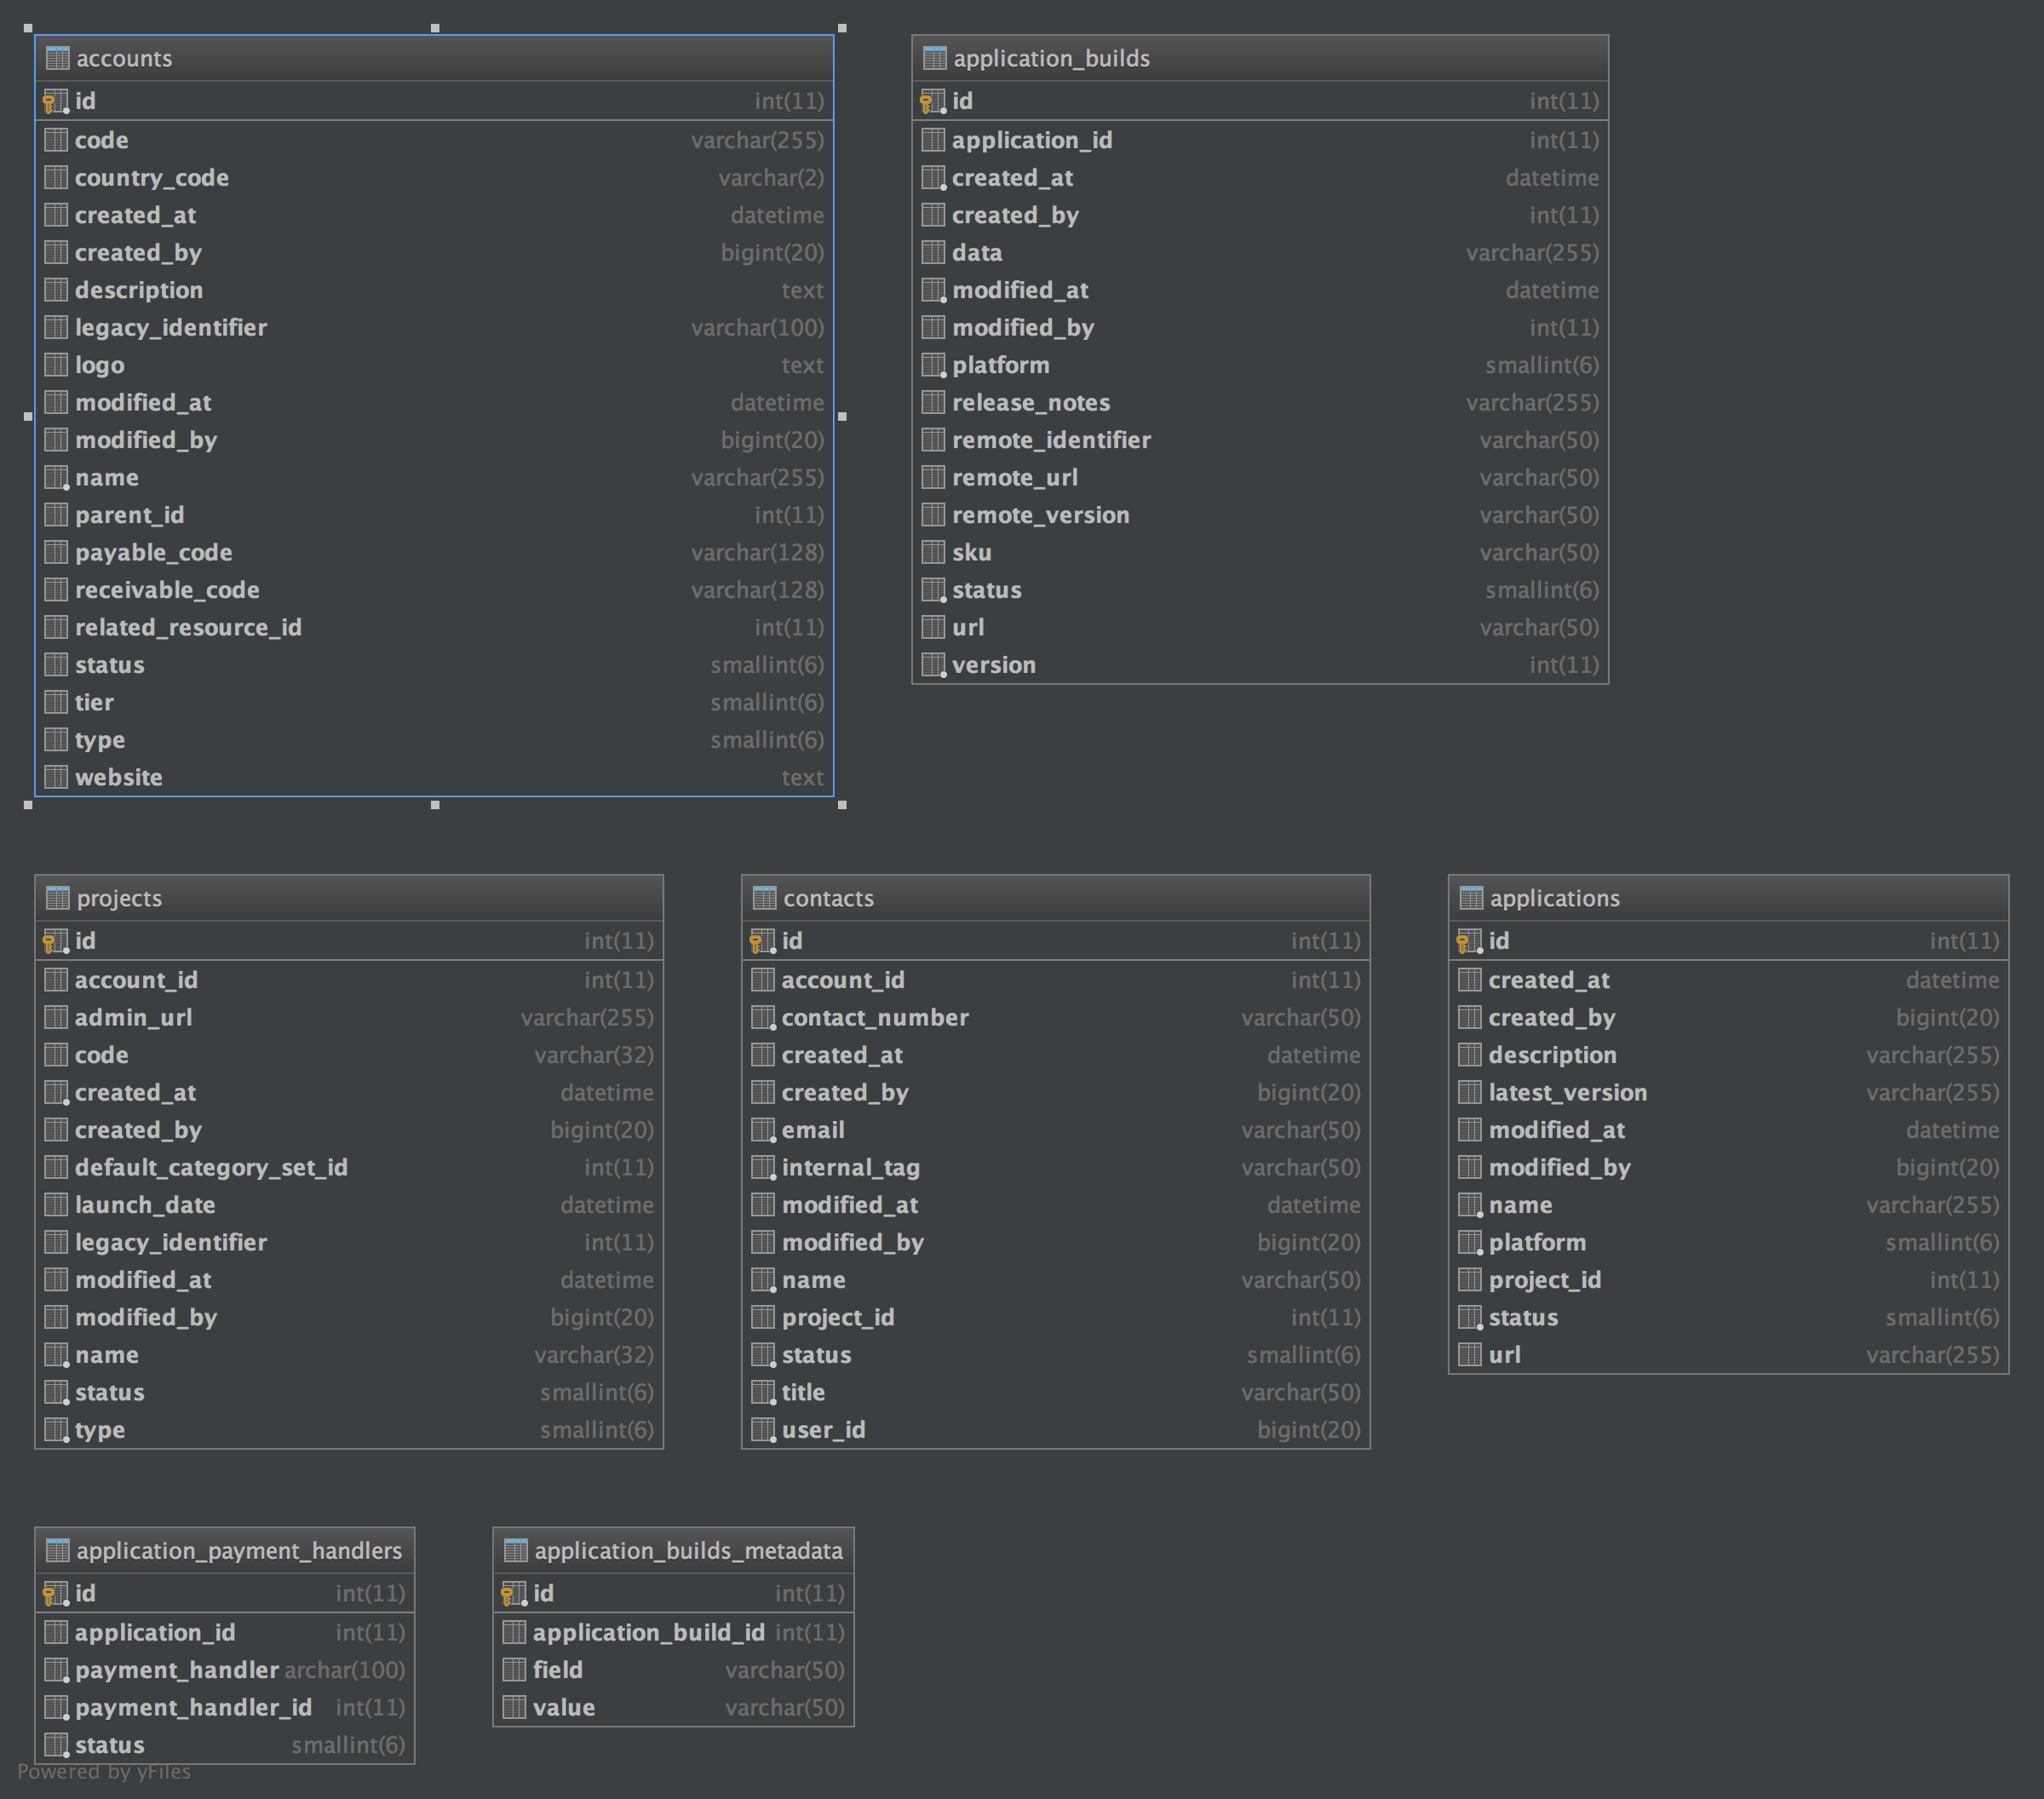 accounts
id int(11)
code varchar(255)
country_code varchar(2)
created_at datetime
created_by bigint(20)
description text
legacy_identifier varchar(100)
logo text
modified_at datetime
modified_by bigint(20)
name varchar(255)
parent_id int(11)
payable_code varchar(128)
receivable_code varchar(128)
related_resource_id int(11)
status smallint(6)
tier smallint(6)
type smallint(6)
website text
application_builds
id int(11)
application_id int(11)
created_at datetime
created_by int(11)
data varchar(255)
modified_at datetime
modified_by int(11)
platform smallint(6)
release_notes varchar(255)
remote_identifier varchar(50)
remote_url varchar(50)
remote_version varchar(50)
sku varchar(50)
status smallint(6)
url varchar(50)
version int(11)
projects
id int(11)
account_id int(11)
admin_url varchar(255)
code varchar(32)
created_at datetime
created_by bigint(20)
default_category_set_id int(11)
launch_date datetime
legacy_identifier int(11)
modified_at datetime
modified_by bigint(20)
name varchar(32)
status smallint(6)
type smallint(6)
contacts
id int(11)
account_id int(11)
contact_number varchar(50)
created_at datetime
created_by bigint(20)
email varchar(50)
internal_tag varchar(50)
modified_at datetime
modified_by bigint(20)
name varchar(50)
project_id int(11)
status smallint(6)
title varchar(50)
user_id bigint(20)
applications
id int(11)
created_at datetime
created_by bigint(20)
description varchar(255)
latest_version varchar(255)
modified_at datetime
modified_by bigint(20)
name varchar(255)
platform smallint(6)
project_id int(11)
status smallint(6)
url varchar(255)
application_payment_handlers
id int(11)
application_id int(11)
payment_handler archar(100)
payment_handler_id int(11)
status smallint(6)
application_builds_metadata
id int(11)
application_build_id int(11)
field varchar(50)
value varchar(50)
Powered by yFiles